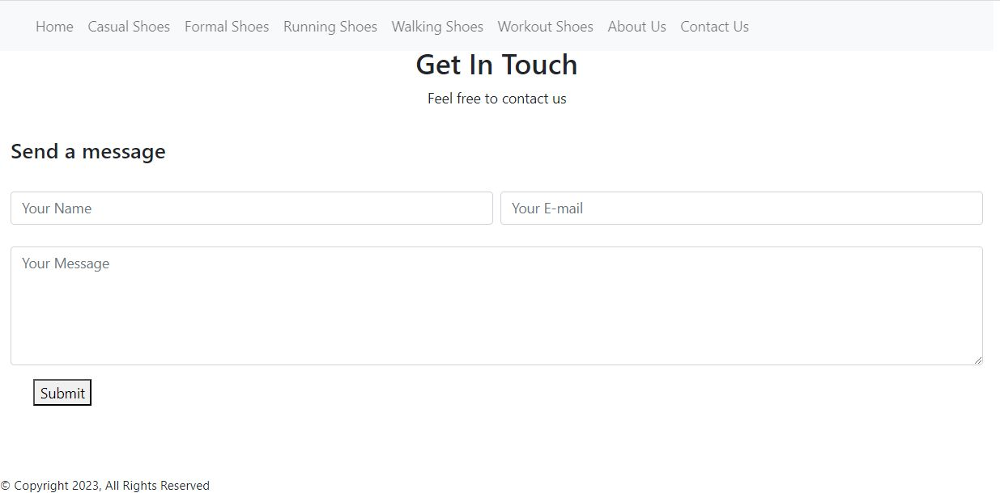 Home Casual Shoes Formal Shoes Running Shoes Walking Shoes Workout Shoes About Us Contact Us
Get In Touch
Feel free to contact us
Send a message
Your Name Your E-mail
Your Message
Submit
© Copyright 2023, All Rights Reserved